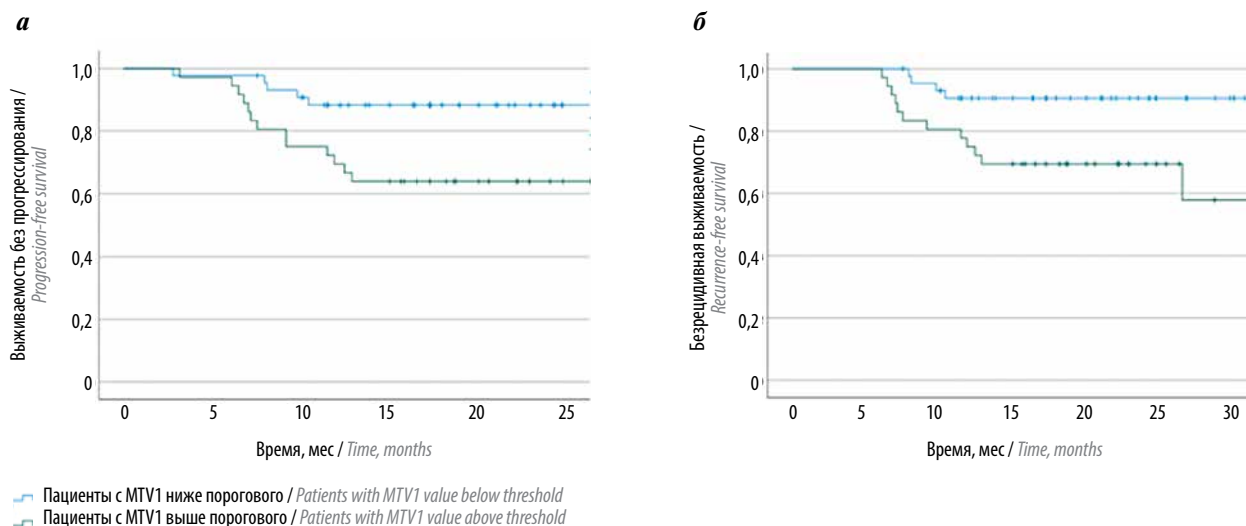 а
Выживаемость без прогрессирования /
Progression-free survival
1,0
0,8
0,6
0,4
0,2
0
0 5 10 15 20 25
Время, мес / Time, months
б
Безрецидивная выживаемость /
Recurrence-free survival
1,0
0,8
0,6
0,4
0,2
0
0 5 10 15 20 25 30
Время, мес / Time, months
Пациенты с MTV1 ниже порогового / Patients with MTV1 value below threshold
Пациенты с MTV1 выше порогового / Patients with MTV1 value above threshold